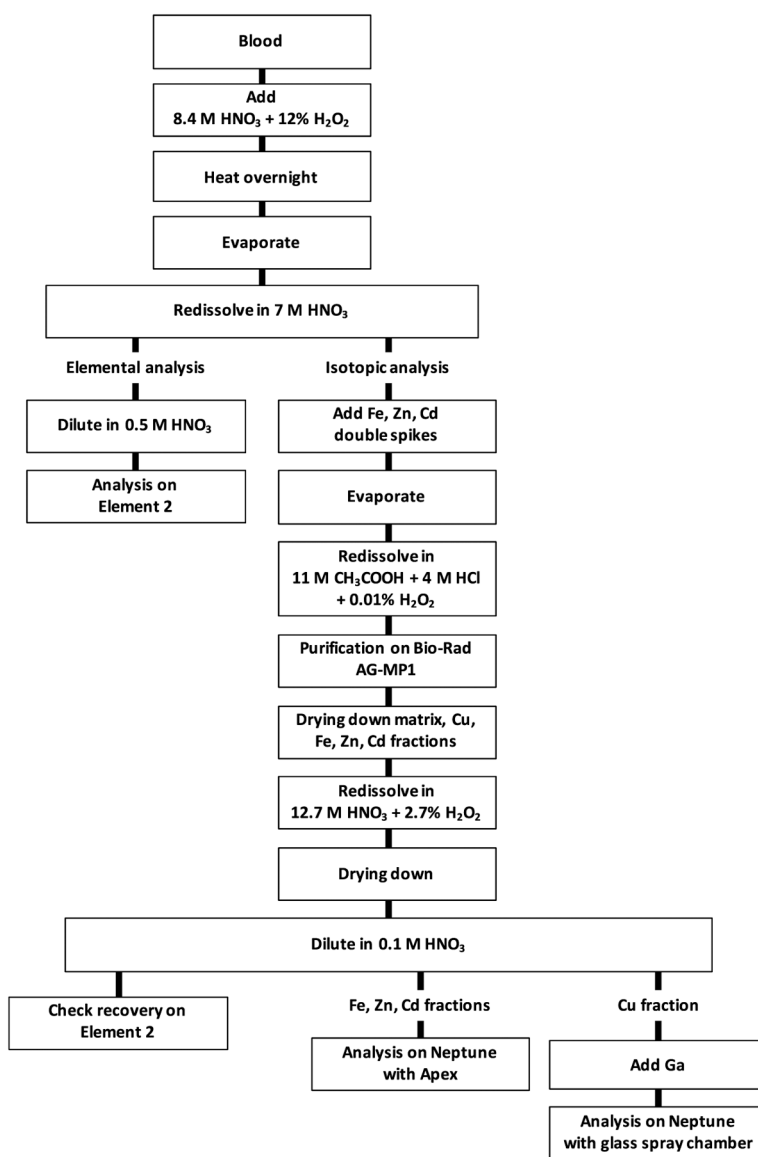 Blood
Add
8.4 M HNO₃ + 12% H₂O₂
Heat overnight
Evaporate
Redissolve in 7 M HNO₃
Elemental analysis
Isotopic analysis
Dilute in 0.5 M HNO₃
Analysis on
Element 2
Add Fe, Zn, Cd
double spikes
Evaporate
Redissolve in
11 M CH₃COOH + 4 M HCl
+ 0.01% H₂O₂
Purification on Bio-Rad
AG-MP1
Drying down matrix, Cu,
Fe, Zn, Cd fractions
Redissolve in
12.7 M HNO₃ + 2.7% H₂O₂
Drying down
Dilute in 0.1 M HNO₃
Check recovery on
Element 2
Fe, Zn, Cd fractions
Analysis on Neptune
with Apex
Cu fraction
Add Ga
Analysis on Neptune
with glass spray chamber